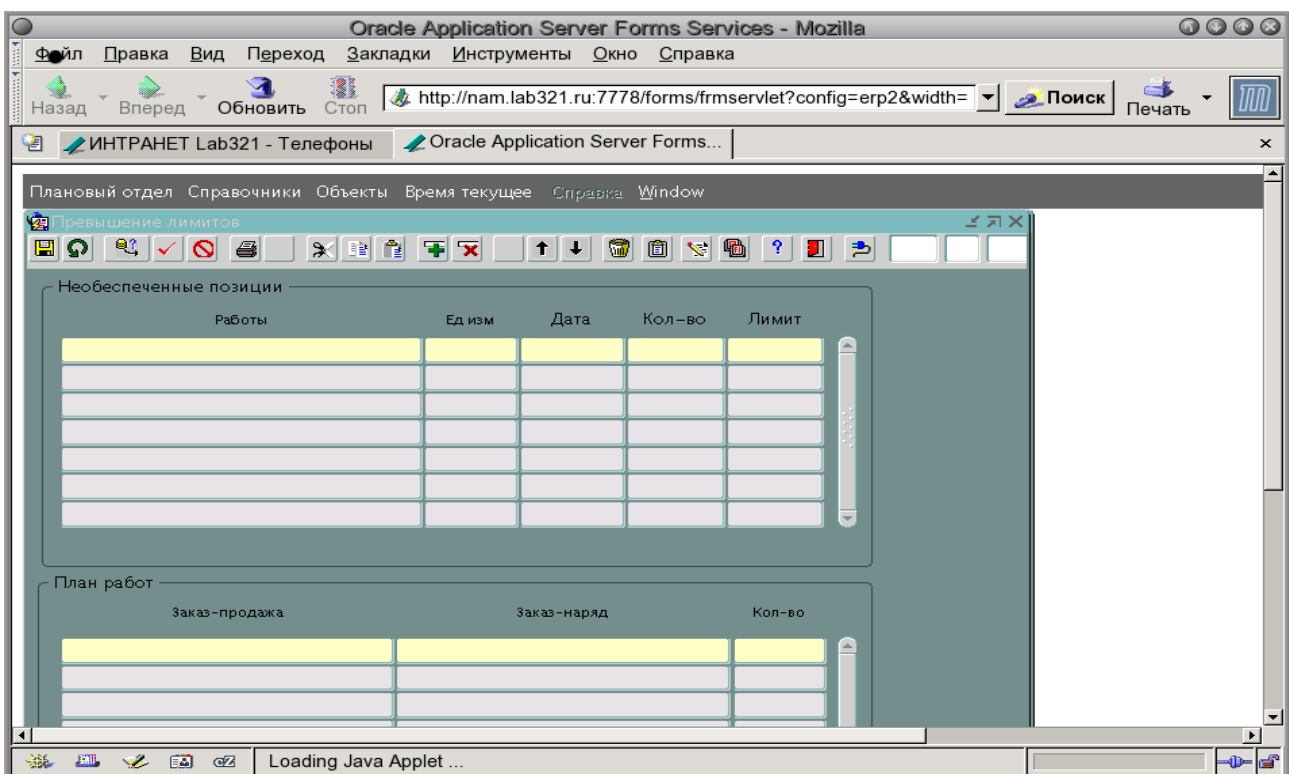 Oracle Application Server Forms Services - Mozilla
Файл Правка Вид Переход Закладки Инструменты Окно Справка
Назад Вперед Обновить Стоп http://nam.lab321.ru:7778/forms/frmservlet?config=erp2&width= Поиск Печать
ИНТРАНЕТ Lab321 - Телефоны Oracle Application Server Forms...
Плановый отдел Справочники Объекты Время текущее Справка Window
Превышение лимитов
Необеспеченные позиции
Работы Ед изм Дата Кол-во Лимит
План работ
Заказ-продажа Заказ-наряд Кол-во
Loading Java Applet ...